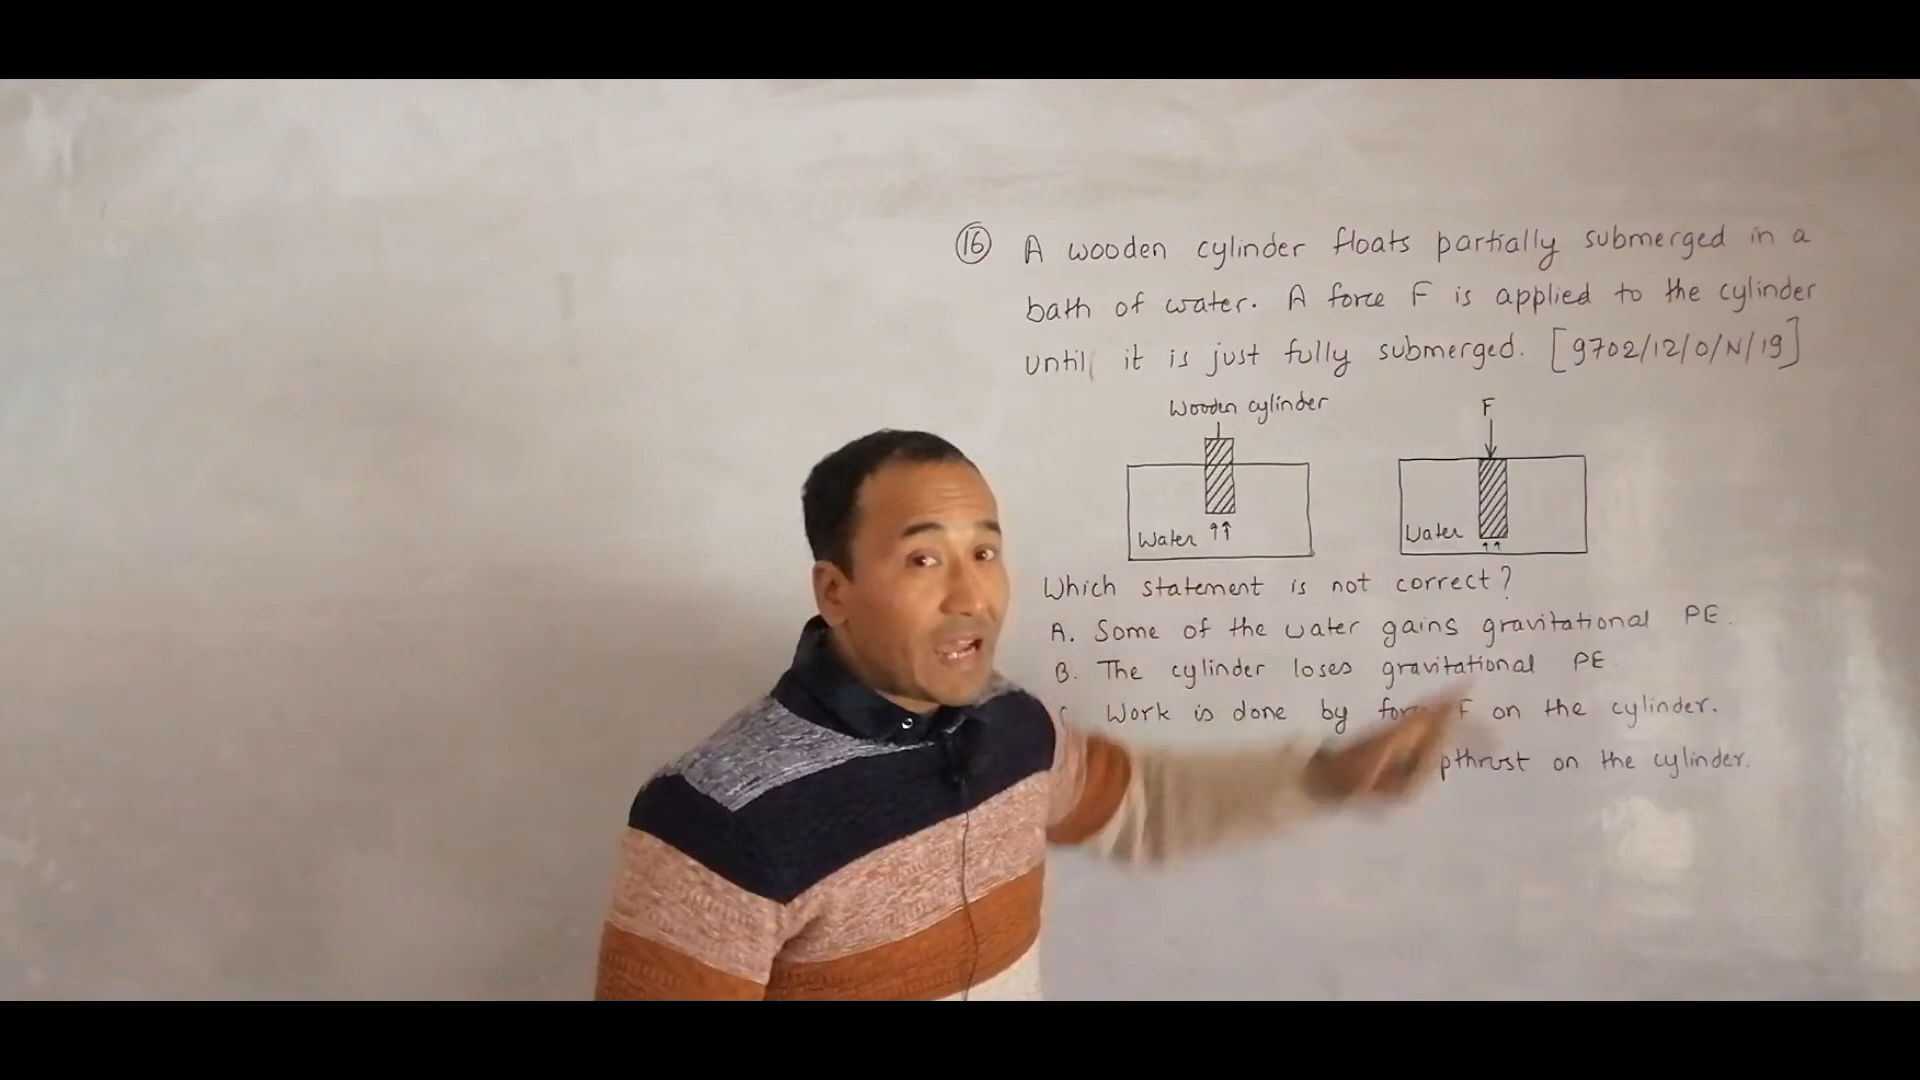 16 A wooden cylinder floats partially submerged in a
bath of water. A force F is applied to the cylinder
until it is just fully submerged. [9702/12/O/N/19]
Wooden cylinder
F
Water
Water
Which statement is not correct?
A. Some of the water gains gravitational PE.
B. The cylinder loses gravitational PE
Work is done by F on the cylinder.
on the cylinder.